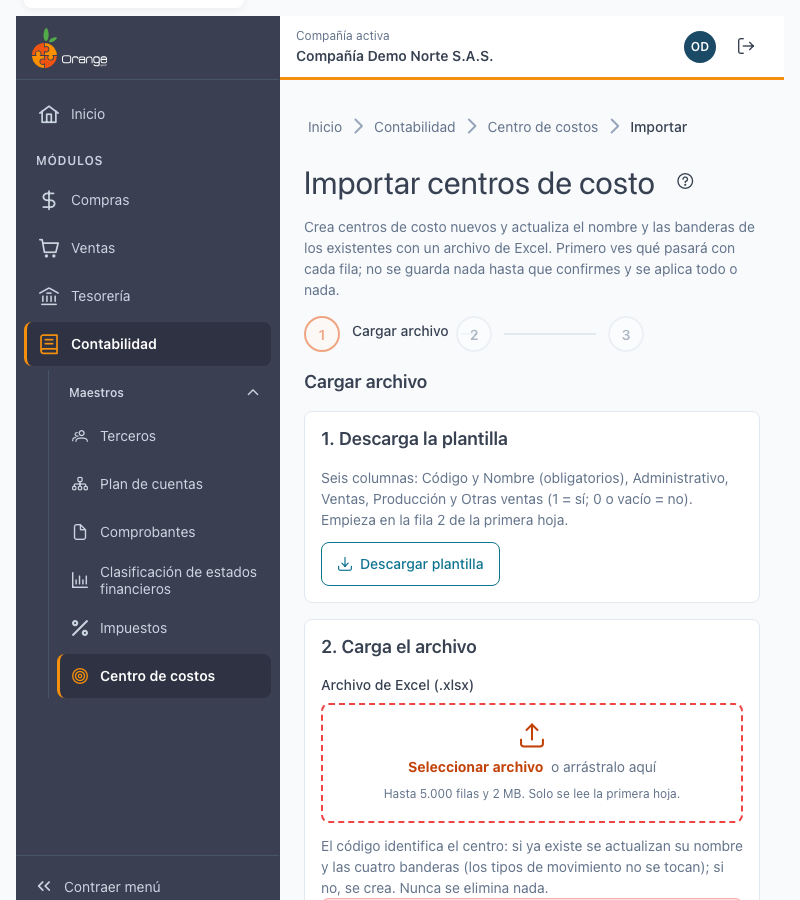 Orange
Compañía activa
Compañía Demo Norte S.A.S.
OD
Inicio
MÓDULOS
Compras
Ventas
Tesorería
Contabilidad
Maestros
Terceros
Plan de cuentas
Comprobantes
Clasificación de estados
financieros
Impuestos
Centro de costos
Contraer menú
Inicio
Contabilidad
Centro de costos
Importar
Importar centros de costo
Crea centros de costo nuevos y actualiza el nombre y las banderas de
los existentes con un archivo de Excel. Primero ves qué pasará con
cada fila; no se guarda nada hasta que confirmes y se aplica todo o
nada.
1 Cargar archivo 2 3
Cargar archivo
1. Descarga la plantilla
Seis columnas: Código y Nombre (obligatorios), Administrativo,
Ventas, Producción y Otras ventas (1 = sí; 0 o vacío = no).
Empieza en la fila 2 de la primera hoja.
Descargar plantilla
2. Carga el archivo
Archivo de Excel (.xlsx)
Seleccionar archivo o arrástralo aquí
Hasta 5.000 filas y 2 MB. Solo se lee la primera hoja.
El código identifica el centro: si ya existe se actualizan su nombre
y las cuatro banderas (los tipos de movimiento no se tocan); si
no, se crea. Nunca se elimina nada.